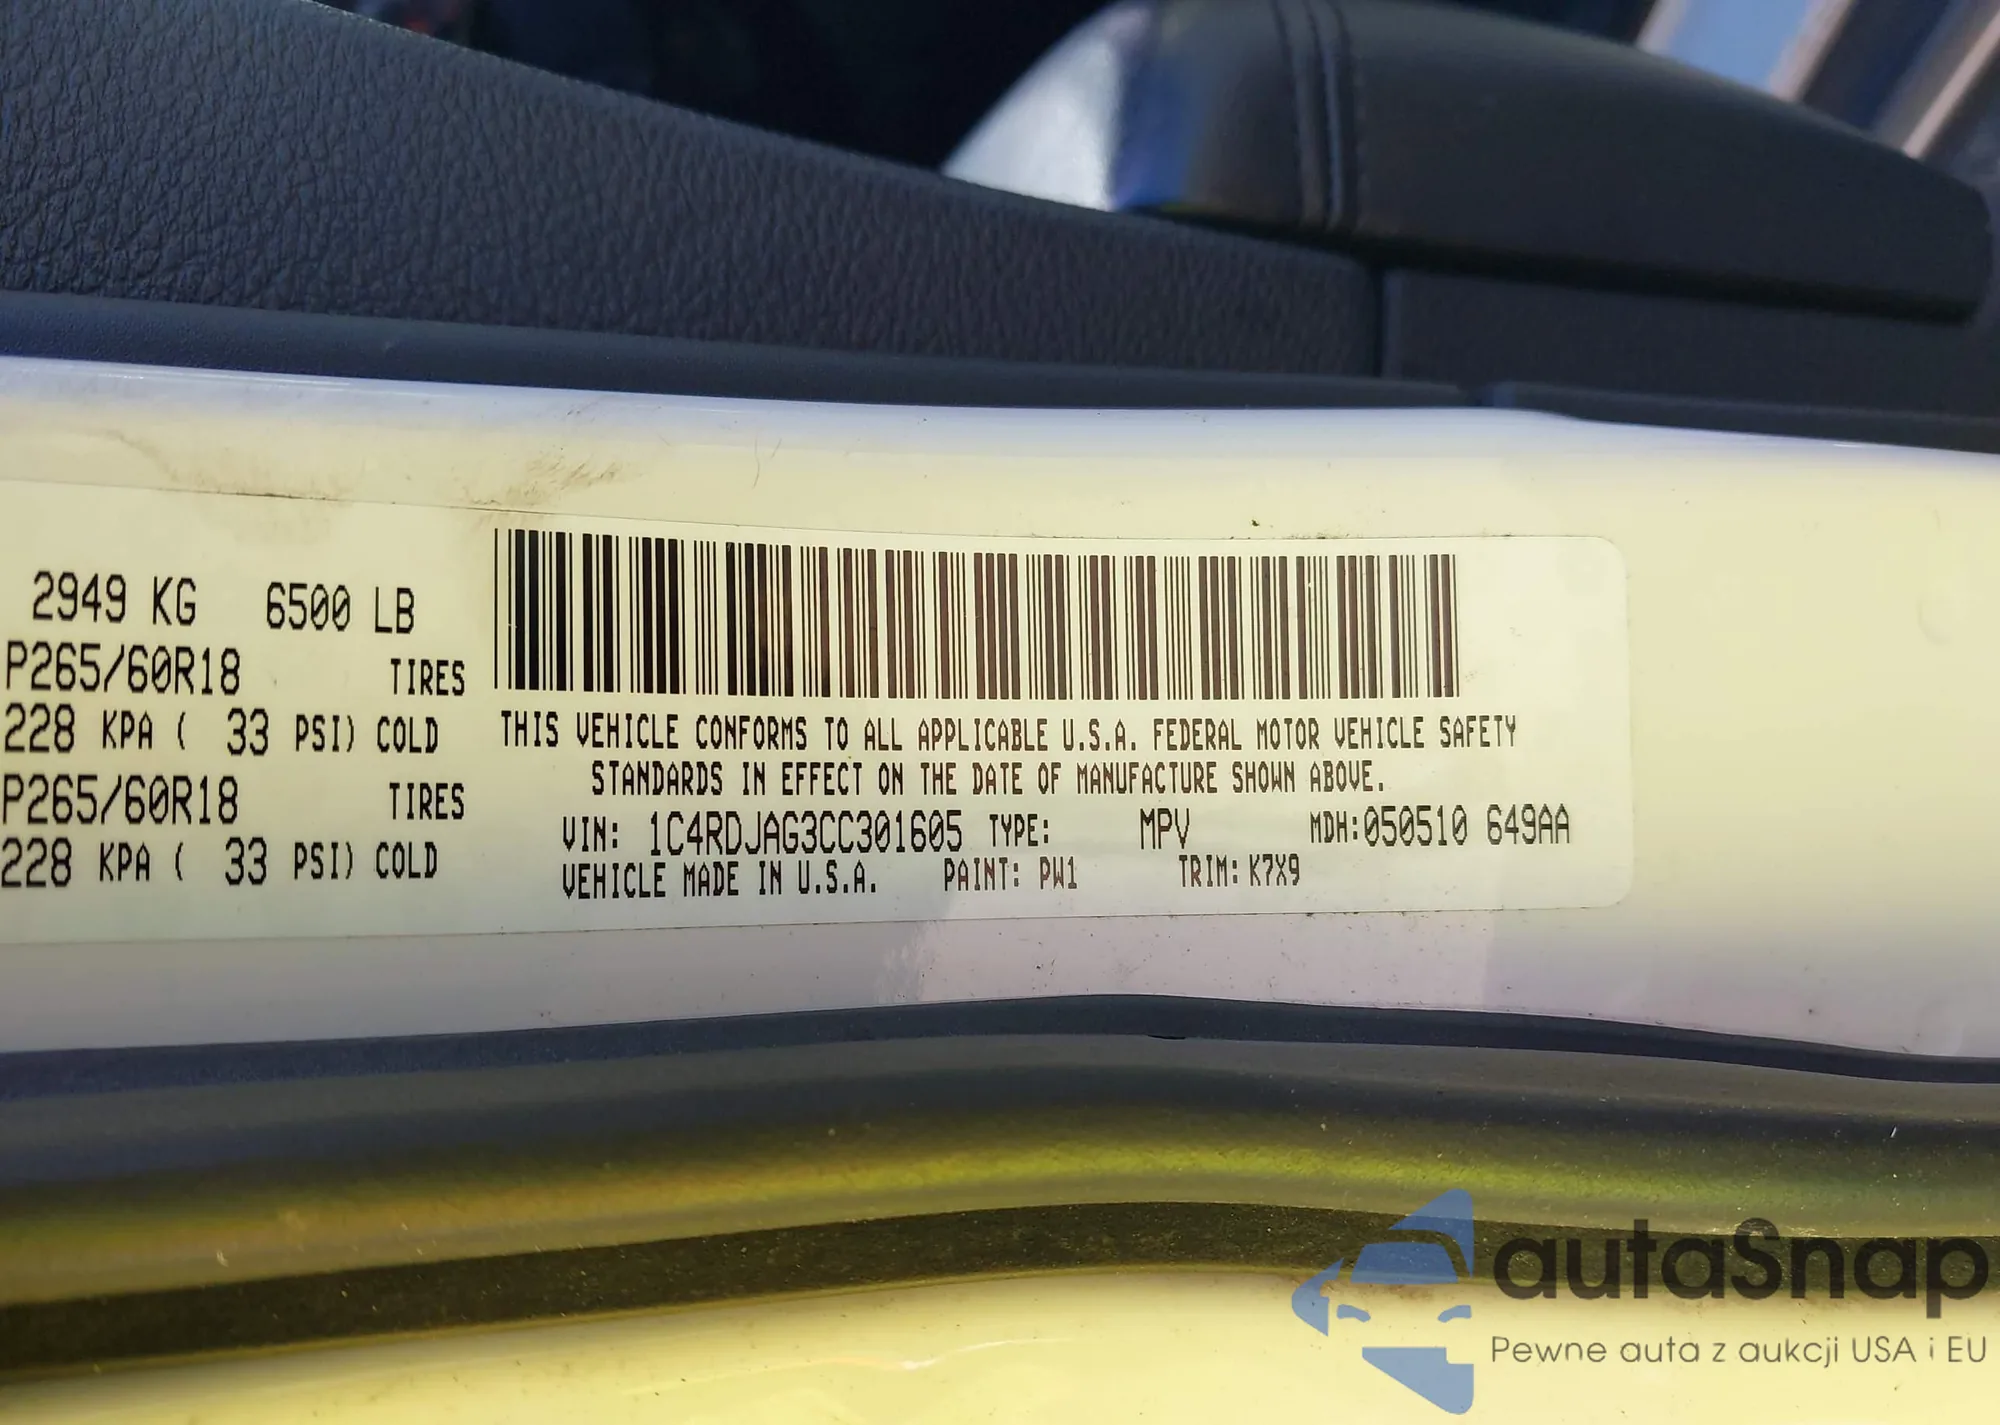 2949 KG 6500 LB
P265/60R18 TIRES
228 KPA ( 33 PSI) COLD
P265/60R18 TIRES
228 KPA ( 33 PSI) COLD
THIS VEHICLE CONFORMS TO ALL APPLICABLE U.S.A. FEDERAL MOTOR VEHICLE SAFETY
STANDARDS IN EFFECT ON THE DATE OF MANUFACTURE SHOWN ABOVE.
VIN: 1C4RDJAG3CC301605 TYPE: MPV MDH:050510 649AA
VEHICLE MADE IN U.S.A. PAINT: PW1 TRIM: K7X9
autaSnap
Pewne auta z aukcji USA i EU